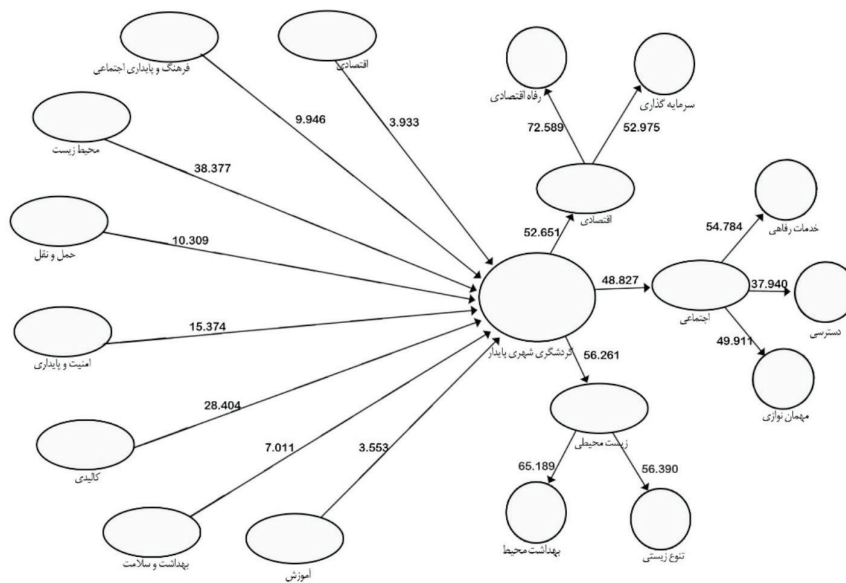 اقتصادی
3.933
فرهنگ و پایداری اجتماعی
9.946
محیط زیست
38.377
حمل و نقل
10.309
امنیت و پایداری
15.374
کالبدی
28.404
بهداشت و سلامت
7.011
آموزش
3.553
گردشگری شهری پایدار
52.651
اقتصادی
72.589
رفاه اقتصادی
52.975
سرمایه گذاری
48.827
اجتماعی
54.784
خدمات رفاهی
37.940
دسترسی
49.911
مهمان نوازی
56.261
زیست محیطی
65.189
بهداشت محیط
56.390
تنوع زیستی